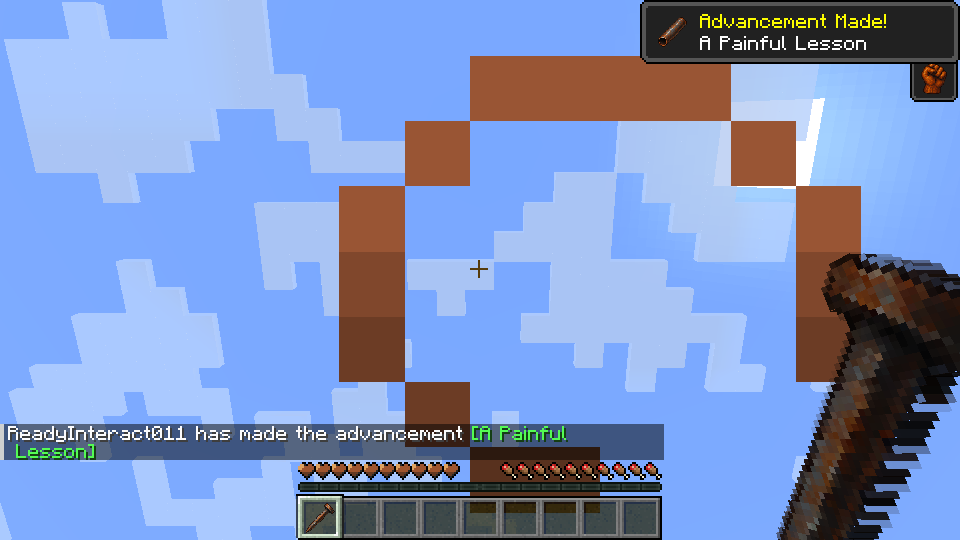 Advancement Made!
A Painful Lesson
ReadyInteract011 has made the advancement [A Painful
Lesson]